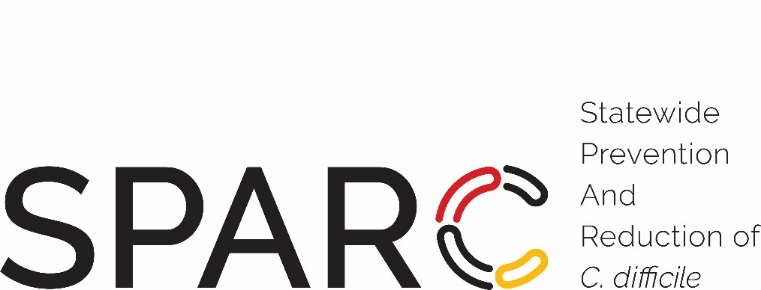 SPARC
Statewide
Prevention
And
Reduction of
C. difficile